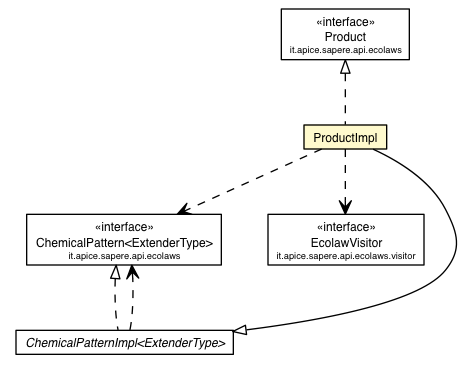 «interface»
Product
it.apice.sapere.api.ecolaws
ProductImpl
«interface»
ChemicalPattern<ExtenderType>
it.apice.sapere.api.ecolaws
«interface»
EcolawVisitor
it.apice.sapere.api.ecolaws.visitor
ChemicalPatternImpl<ExtenderType>